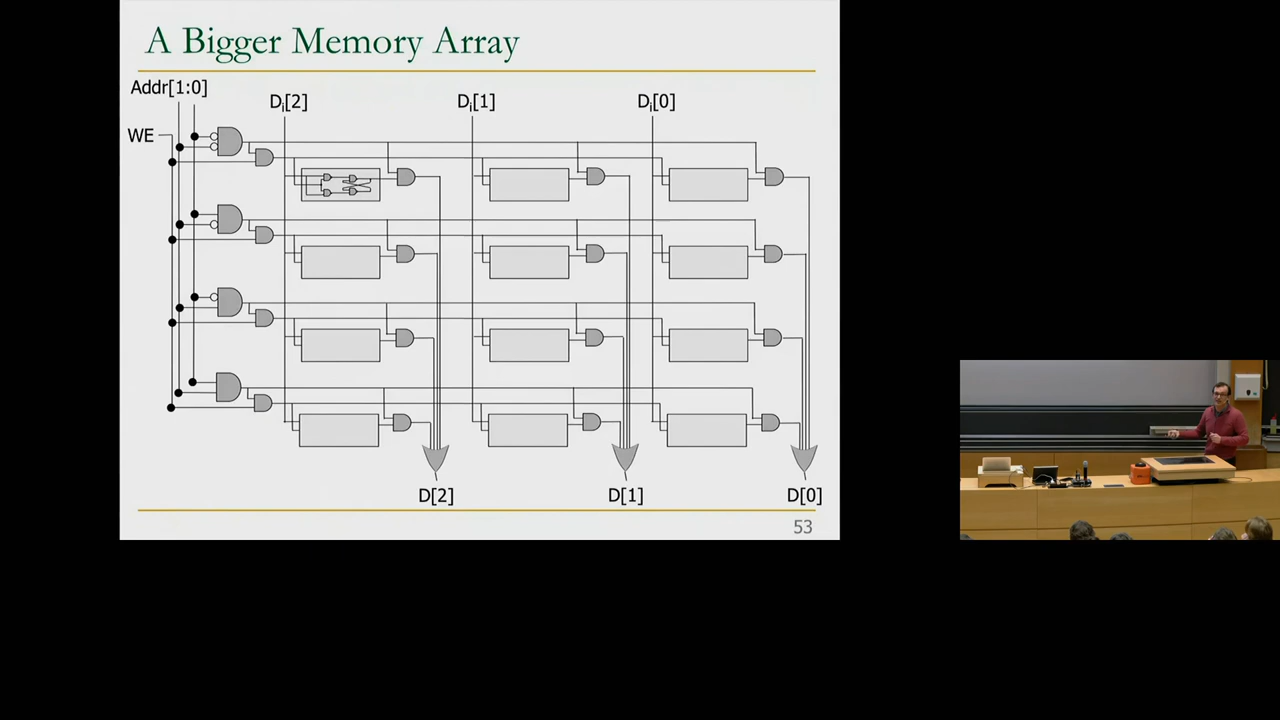 A Bigger Memory Array
Addr[1:0]
Di[2] Di[1] Di[0]
WE
D[2] D[1] D[0]
53